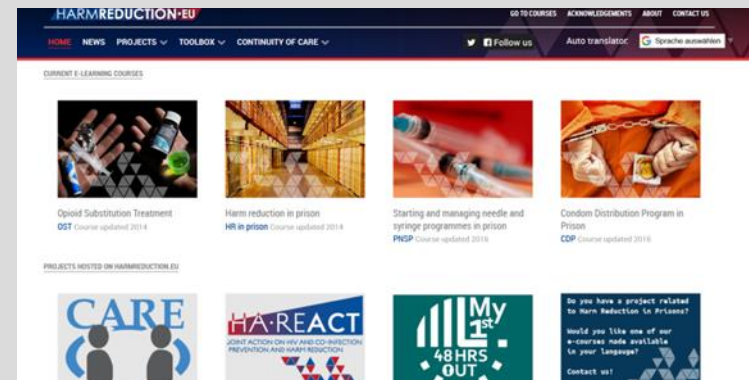 HARMREDUCTION•EU
GO TO COURSES ACKNOWLEDGEMENTS ABOUT CONTACT US
HOME NEWS PROJECTS TOOLBOX CONTINUITY OF CARE Follow us Auto translator: Sprache auswählen
CURRENT E-LEARNING COURSES
Opioid Substitution Treatment
OST Course updated 2014
Harm reduction in prison
HR in prison Course updated 2014
Starting and managing needle and
syringe programmes in prison
PNSP Course updated 2016
Condom Distribution Program in
Prison
CDP Course updated 2016
PROJECTS HOSTED ON HARMREDUCTION.EU
CARE
HA•REACT
JOINT ACTION ON HIV AND CO-INFECTION
PREVENTION AND HARM REDUCTION
My
1st
48 HRS
OUT
Do you have a project related
to Harm Reduction in Prisons?
Would you like one of our
e-courses made available
in your langauge?
Contact us!